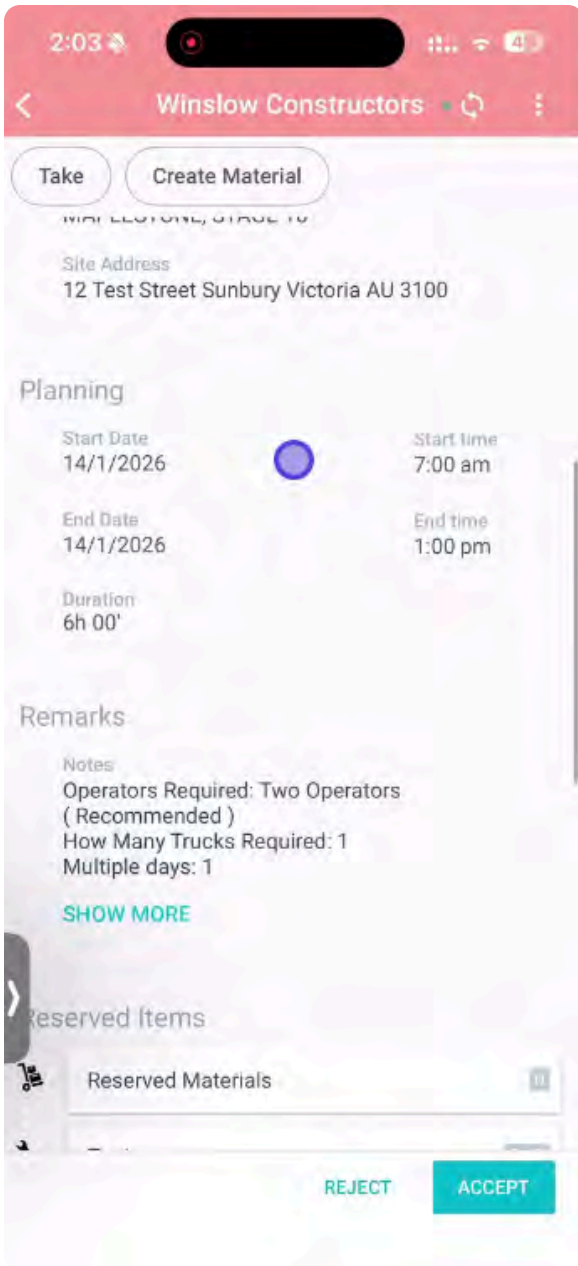 2:03
Winslow Constructors
Take
Create Material
MAPLESTONE, STAGE 10
Site Address
12 Test Street Sunbury Victoria AU 3100
Planning
Start Date
Start time
14/1/2026
7:00 am
End Date
End time
14/1/2026
1:00 pm
Duration
6h 00'
Remarks
Notes
Operators Required: Two Operators
( Recommended )
How Many Trucks Required: 1
Multiple days: 1
SHOW MORE
Reserved Items
Reserved Materials
REJECT
ACCEPT